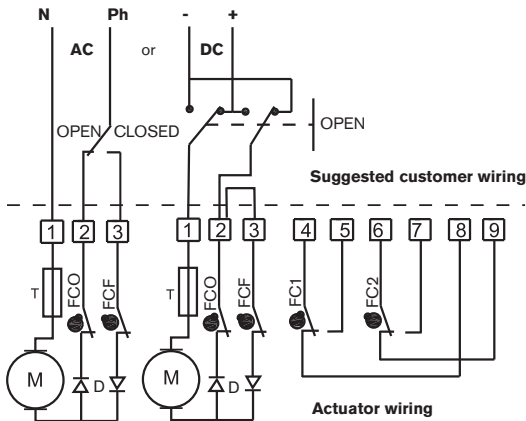 N Ph - +
AC or DC
OPEN CLOSED OPEN
Suggested customer wiring
1 2 3 1 2 3 4 5 6 7 8 9
T FCO FCF T FCO FCF FC1 FC2
M D M D
Actuator wiring